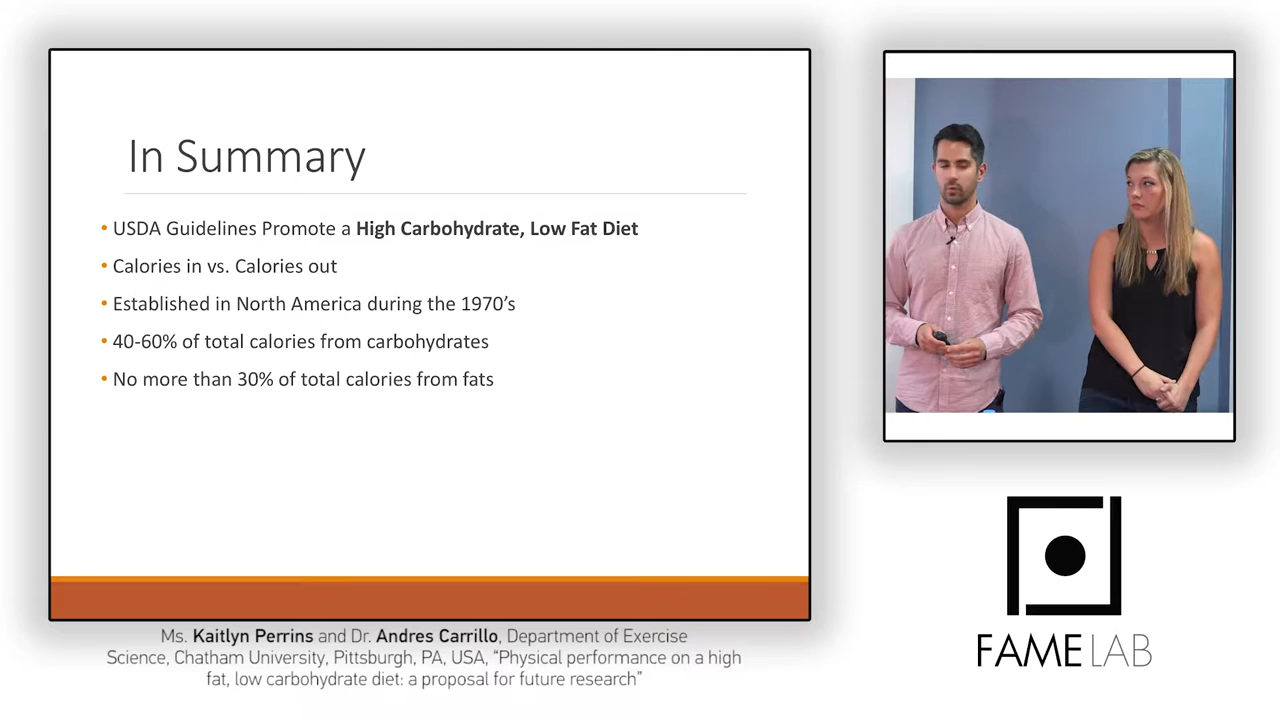 In Summary
• USDA Guidelines Promote a High Carbohydrate, Low Fat Diet
• Calories in vs. Calories out
• Established in North America during the 1970’s
• 40-60% of total calories from carbohydrates
• No more than 30% of total calories from fats
Ms. Kaitlyn Perrins and Dr. Andres Carrillo, Department of Exercise
Science, Chatham University, Pittsburgh, PA, USA, “Physical performance on a high
fat, low carbohydrate diet: a proposal for future research”
FAME LAB